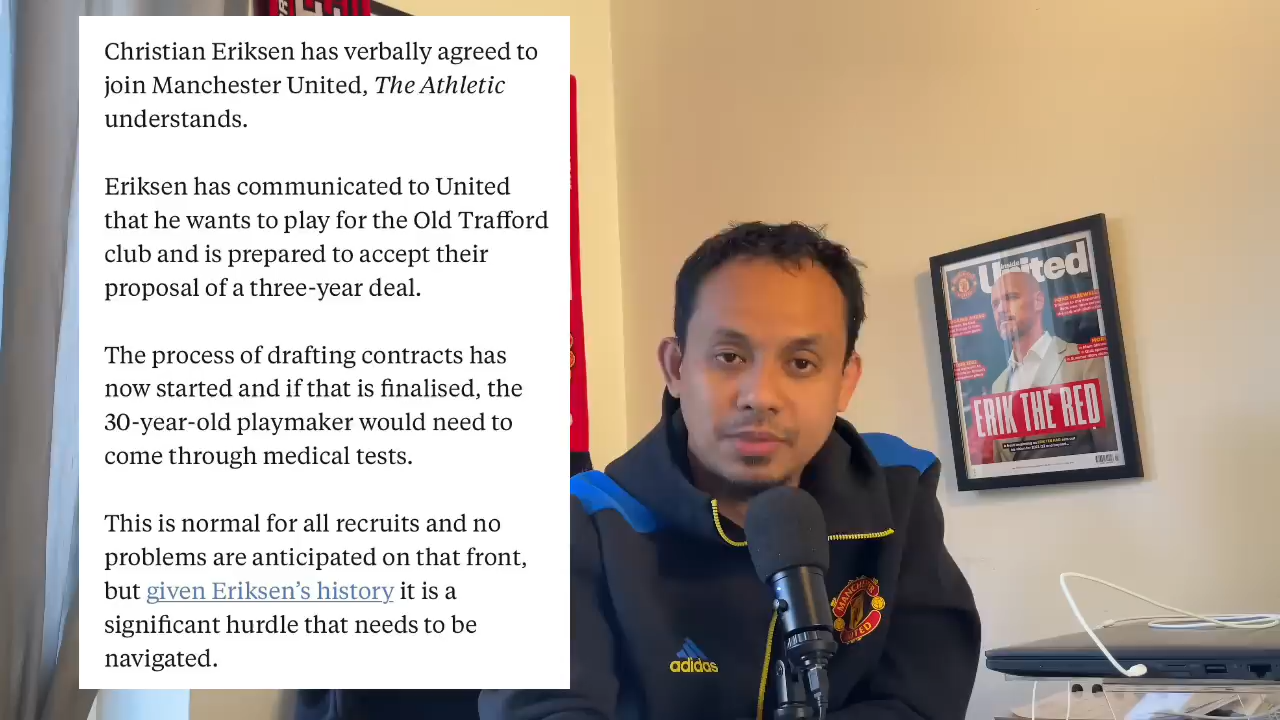 Christian Eriksen has verbally agreed to
join Manchester United, The Athletic
understands.
Eriksen has communicated to United
that he wants to play for the Old Trafford
club and is prepared to accept their
proposal of a three-year deal.
The process of drafting contracts has
now started and if that is finalised, the
30-year-old playmaker would need to
come through medical tests.
This is normal for all recruits and no
problems are anticipated on that front,
but given Eriksen's history it is a
significant hurdle that needs to be
navigated.
inside
United
ERIK THE RED
MANCHESTER
UNITED
adidas